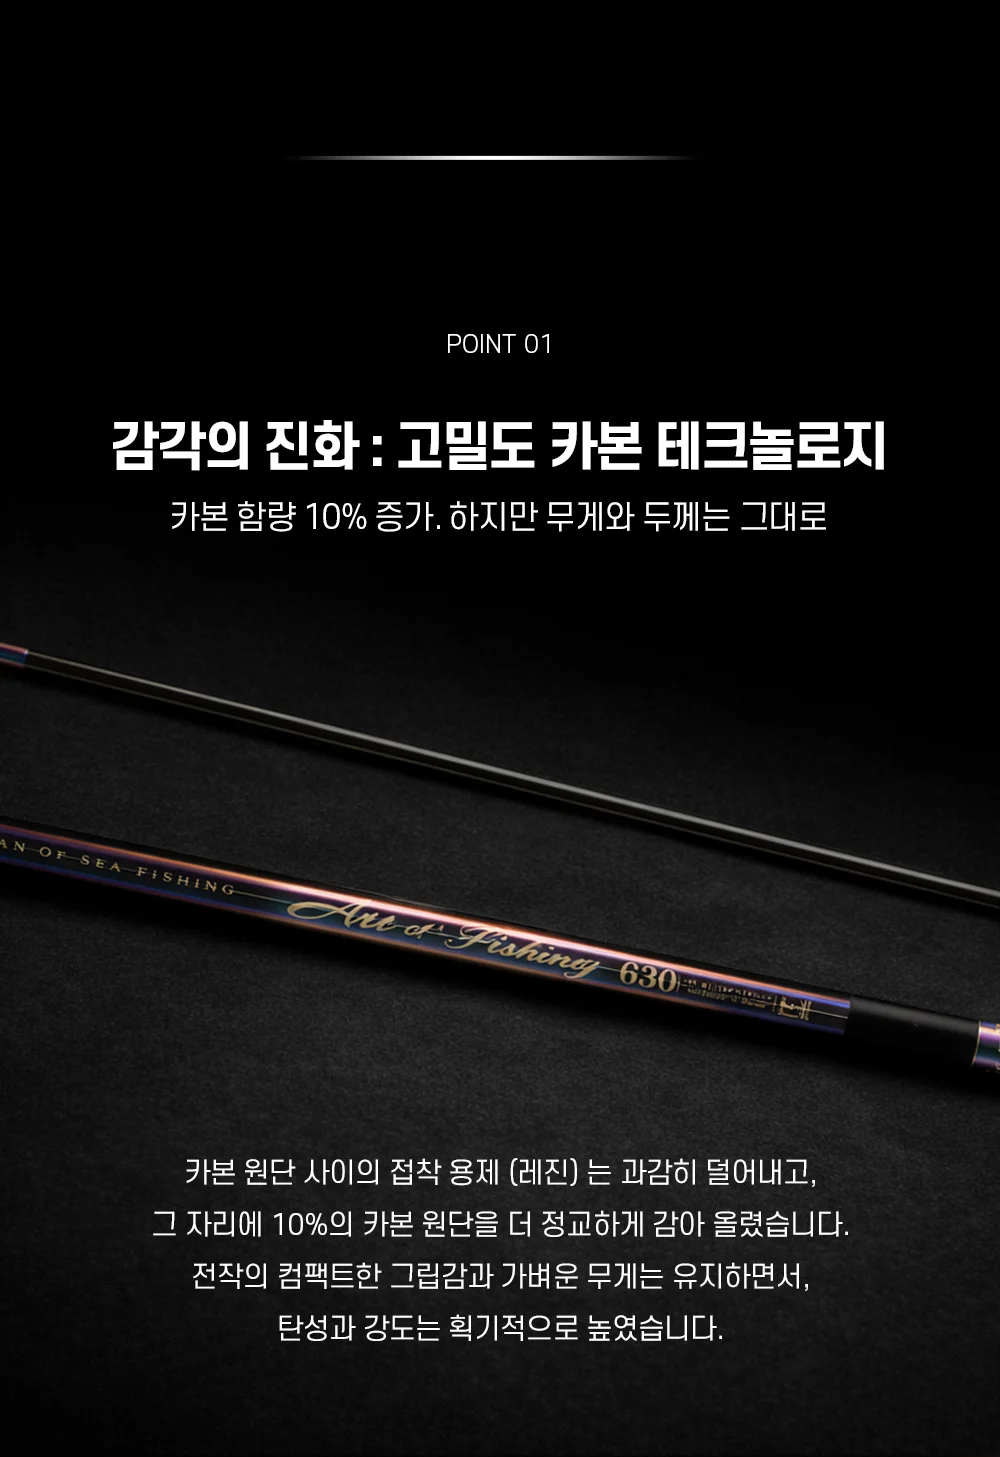 POINT 01
감각의 진화 : 고밀도 카본 테크놀로지
카본 함량 10% 증가. 하지만 무게와 두께는 그대로
AN OF SEA FISHING
Art of Fishing 630
카본 원단 사이의 접착 용제 (레진) 는 과감히 덜어내고,
그 자리에 10%의 카본 원단을 더 정교하게 감아 올렸습니다.
전작의 컴팩트한 그립감과 가벼운 무게는 유지하면서,
탄성과 강도는 획기적으로 높였습니다.